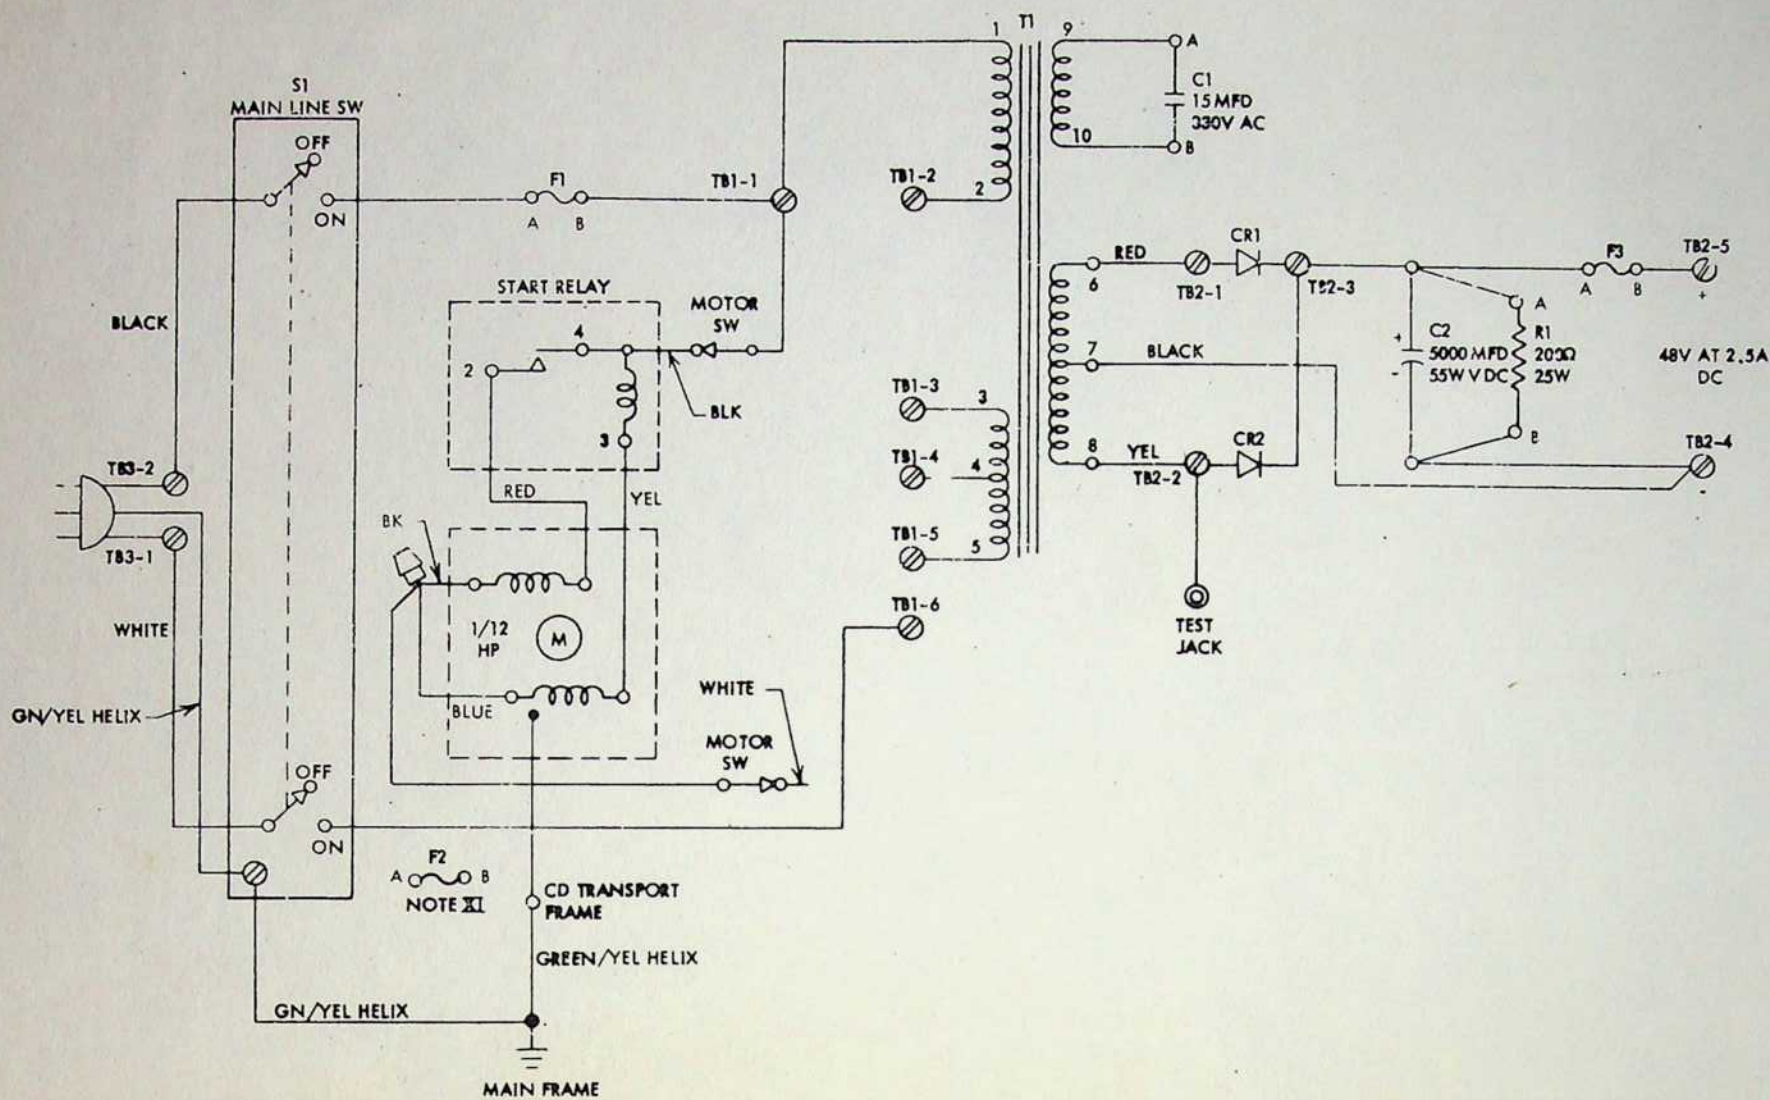 S1
MAIN LINE SW
OFF
ON
F1
A B
TB1-1
TB1-2
1 T1 9
2
10
A
C1
15 MFD
330V AC
B
START RELAY
MOTOR
SW
4
2
3
BLK
BLACK
RED
YEL
TB3-2
TB3-1
WHITE
GN/YEL HELIX
BK
1/12
HP
M
BLUE
WHITE
MOTOR
SW
OFF
ON
F2
A B
NOTE XI
CD TRANSPORT
FRAME
GREEN/YEL HELIX
GN/YEL HELIX
MAIN FRAME
TB1-3
3
TB1-4
4
TB1-5
5
TB1-6
RED
6
TB2-1
CR1
TB2-3
7
BLACK
8
YEL
TB2-2
CR2
TEST
JACK
F3
A B
TB2-5
+
+
C2
5000 MFD
55W V DC
-
A
R1
200Ω
25W
B
48V AT 2.5A
DC
TB2-4
-